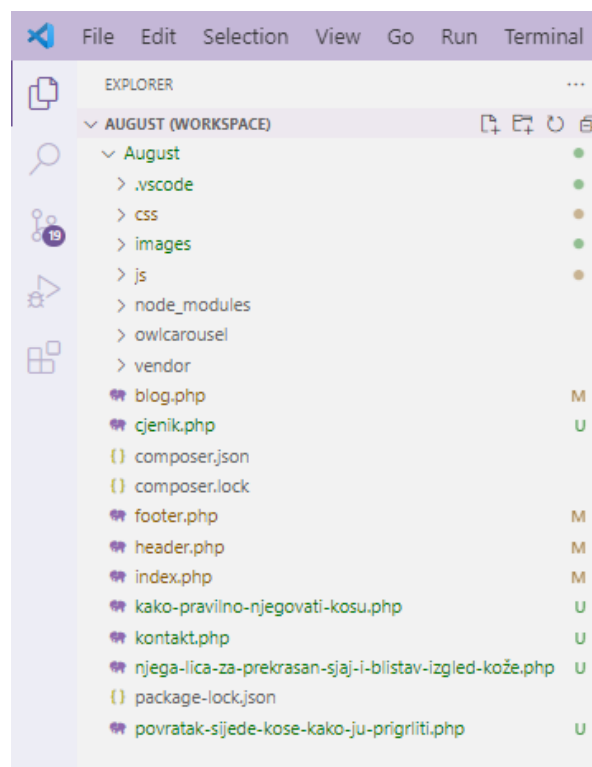 File Edit Selection View Go Run Terminal
EXPLORER ...
AUGUST (WORKSPACE)
August
.vscode
css
19
images
js
node_modules
owlcarousel
vendor
blog.php M
cjenik.php U
{} composer.json
{} composer.lock
footer.php M
header.php M
index.php M
kako-pravilno-njegovati-kosu.php U
kontakt.php U
njega-lica-za-prekrasan-sjaj-i-blistav-izgled-kože.php U
{} package-lock.json
povratak-sijede-kose-kako-ju-prigrliti.php U